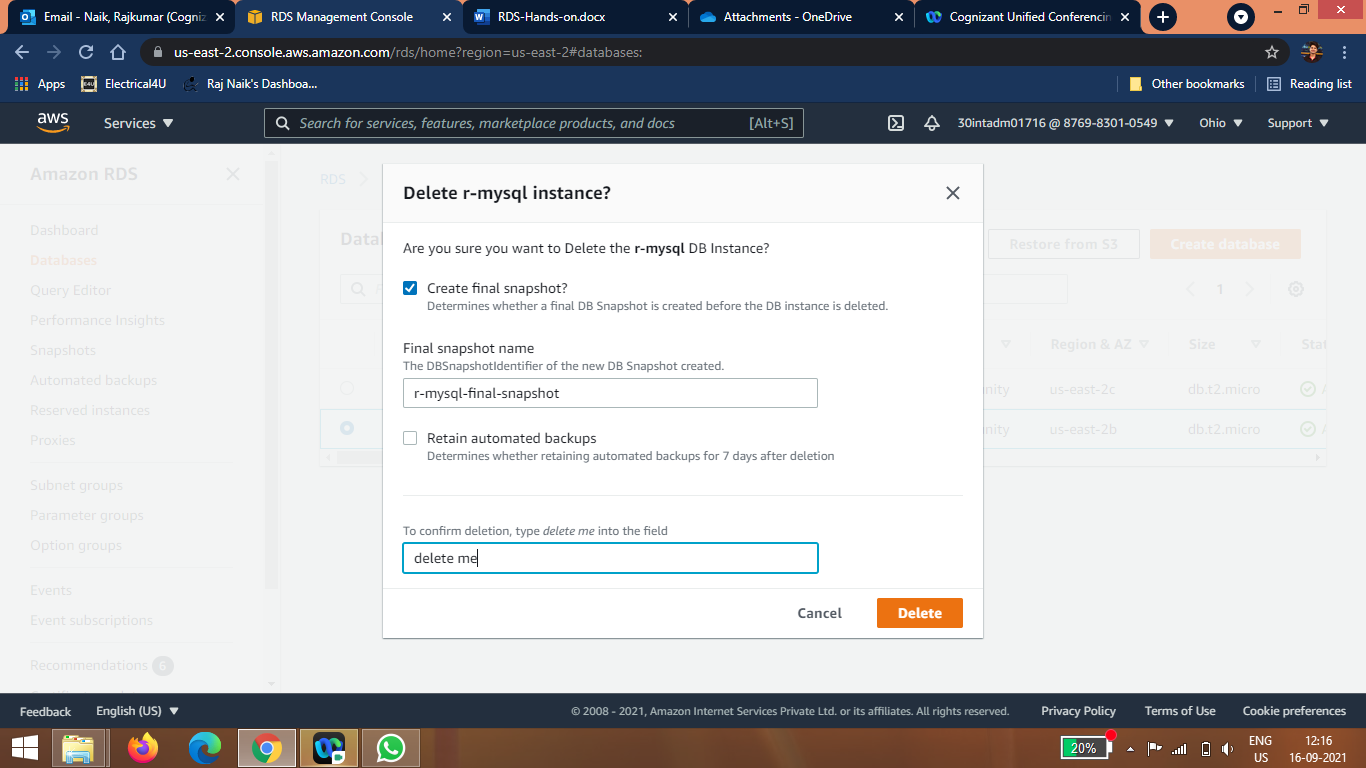 Email - Naik, Rajkumar (Cogniz
RDS Management Console
RDS-Hands-on.docx
Attachments - OneDrive
Cognizant Unified Conferencin
us-east-2.console.aws.amazon.com/rds/home?region=us-east-2#databases:
Apps
Electrical4U
Raj Naik's Dashboa...
Other bookmarks
Reading list
aws
Services
Search for services, features, marketplace products, and docs
[Alt+S]
30intadm01716 @ 8769-8301-0549
Ohio
Support
Amazon RDS
Dashboard
Databases
Query Editor
Performance Insights
Snapshots
Automated backups
Reserved instances
Proxies
Subnet groups
Parameter groups
Option groups
Events
Event subscriptions
Recommendations 6
RDS
Datal
Restore from S3
Create database
1
Region & AZ
Size
Stat
nity
us-east-2c
db.t2.micro
nity
us-east-2b
db.t2.micro
Delete r-mysql instance?
Are you sure you want to Delete the r-mysql DB Instance?
Create final snapshot?
Determines whether a final DB Snapshot is created before the DB instance is deleted.
Final snapshot name
The DBSnapshotIdentifier of the new DB Snapshot created.
r-mysql-final-snapshot
Retain automated backups
Determines whether retaining automated backups for 7 days after deletion
To confirm deletion, type delete me into the field
delete me
Cancel
Delete
Feedback
English (US)
© 2008 - 2021, Amazon Internet Services Private Ltd. or its affiliates. All rights reserved.
Privacy Policy
Terms of Use
Cookie preferences
20%
ENG
US
12:16
16-09-2021